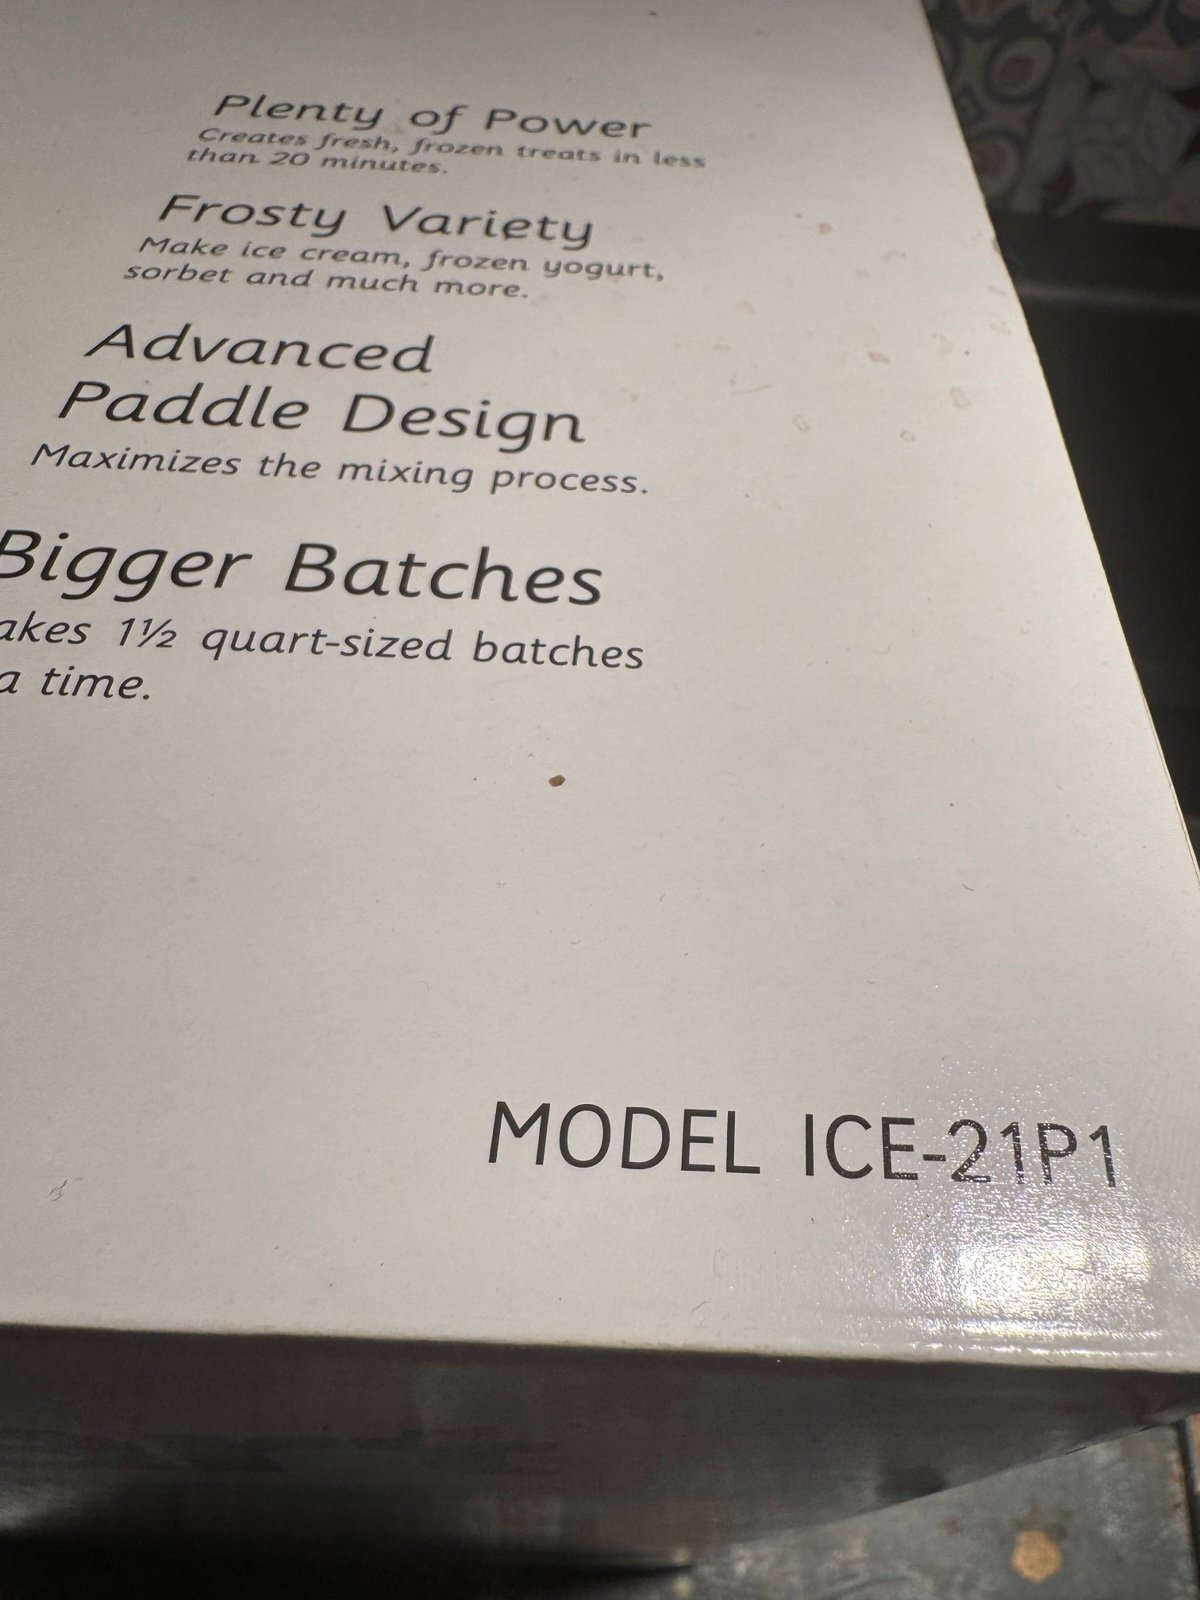 Plenty of Power
Creates fresh, frozen treats in less
than 20 minutes.
Frosty Variety
Make ice cream, frozen yogurt,
sorbet and much more.
Advanced
Paddle Design
Maximizes the mixing process.
Bigger Batches
akes 1½ quart-sized batches
a time.
MODEL ICE-21P1